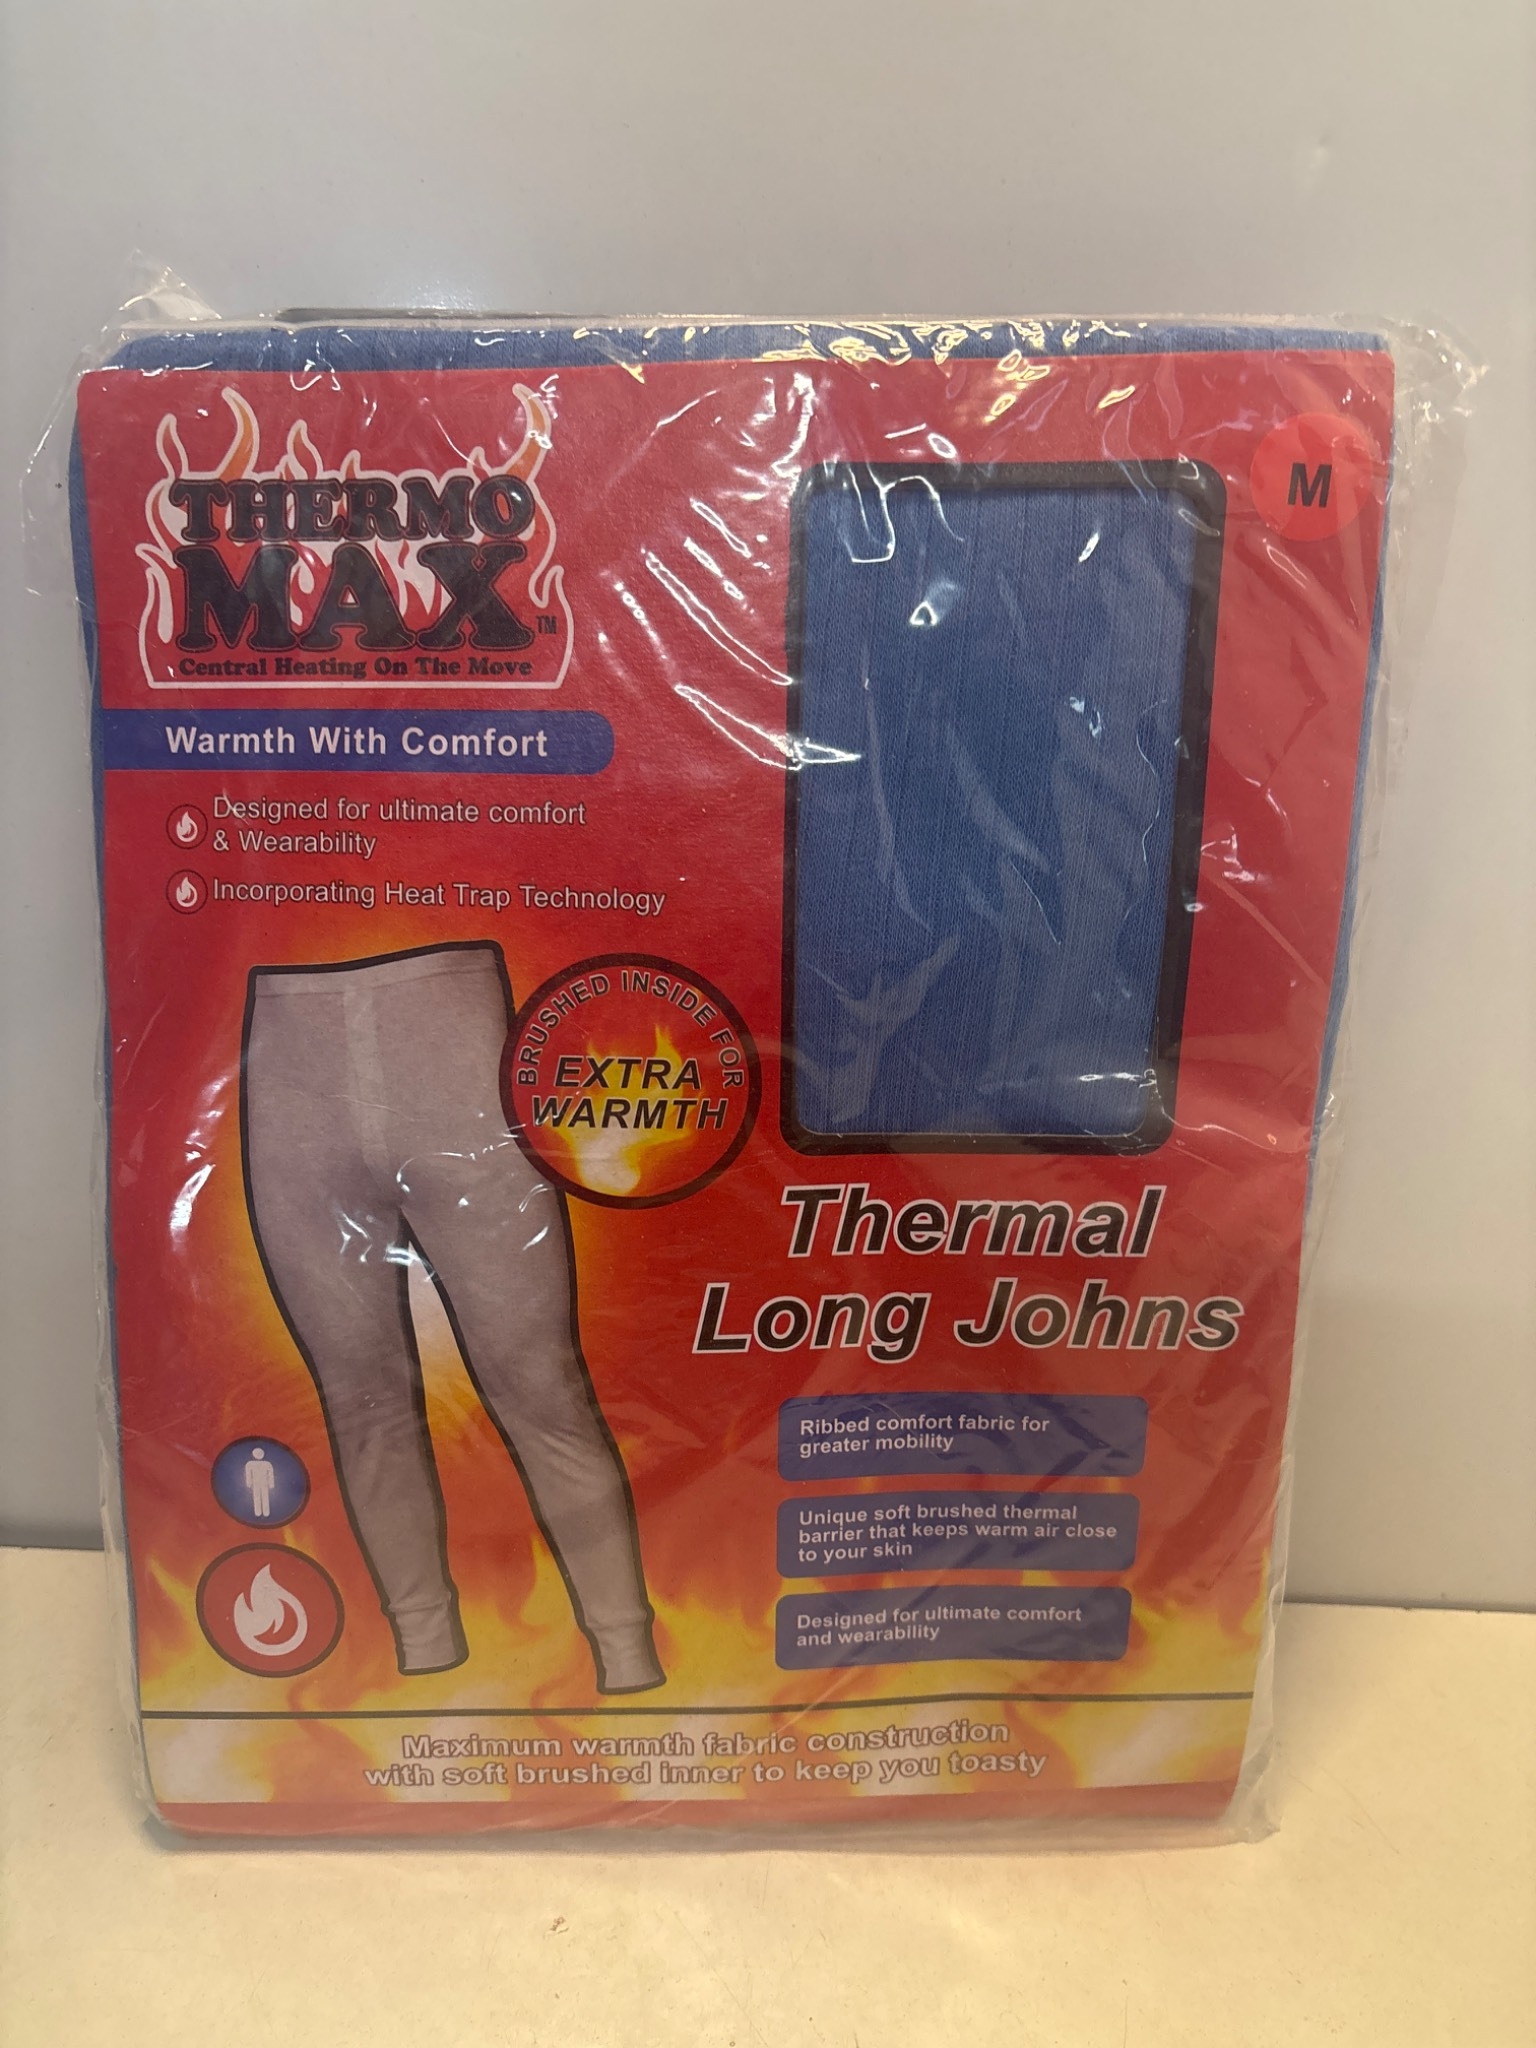 THERMO
MAX™
Central Heating On The Move
M
Warmth With Comfort
Designed for ultimate comfort
& Wearability
Incorporating Heat Trap Technology
BRUSHED INSIDE FOR
EXTRA
WARMTH
Thermal
Long Johns
Ribbed comfort fabric for
greater mobility
Unique soft brushed thermal
barrier that keeps warm air close
to your skin
Designed for ultimate comfort
and wearability
Maximum warmth fabric construction
with soft brushed inner to keep you toasty